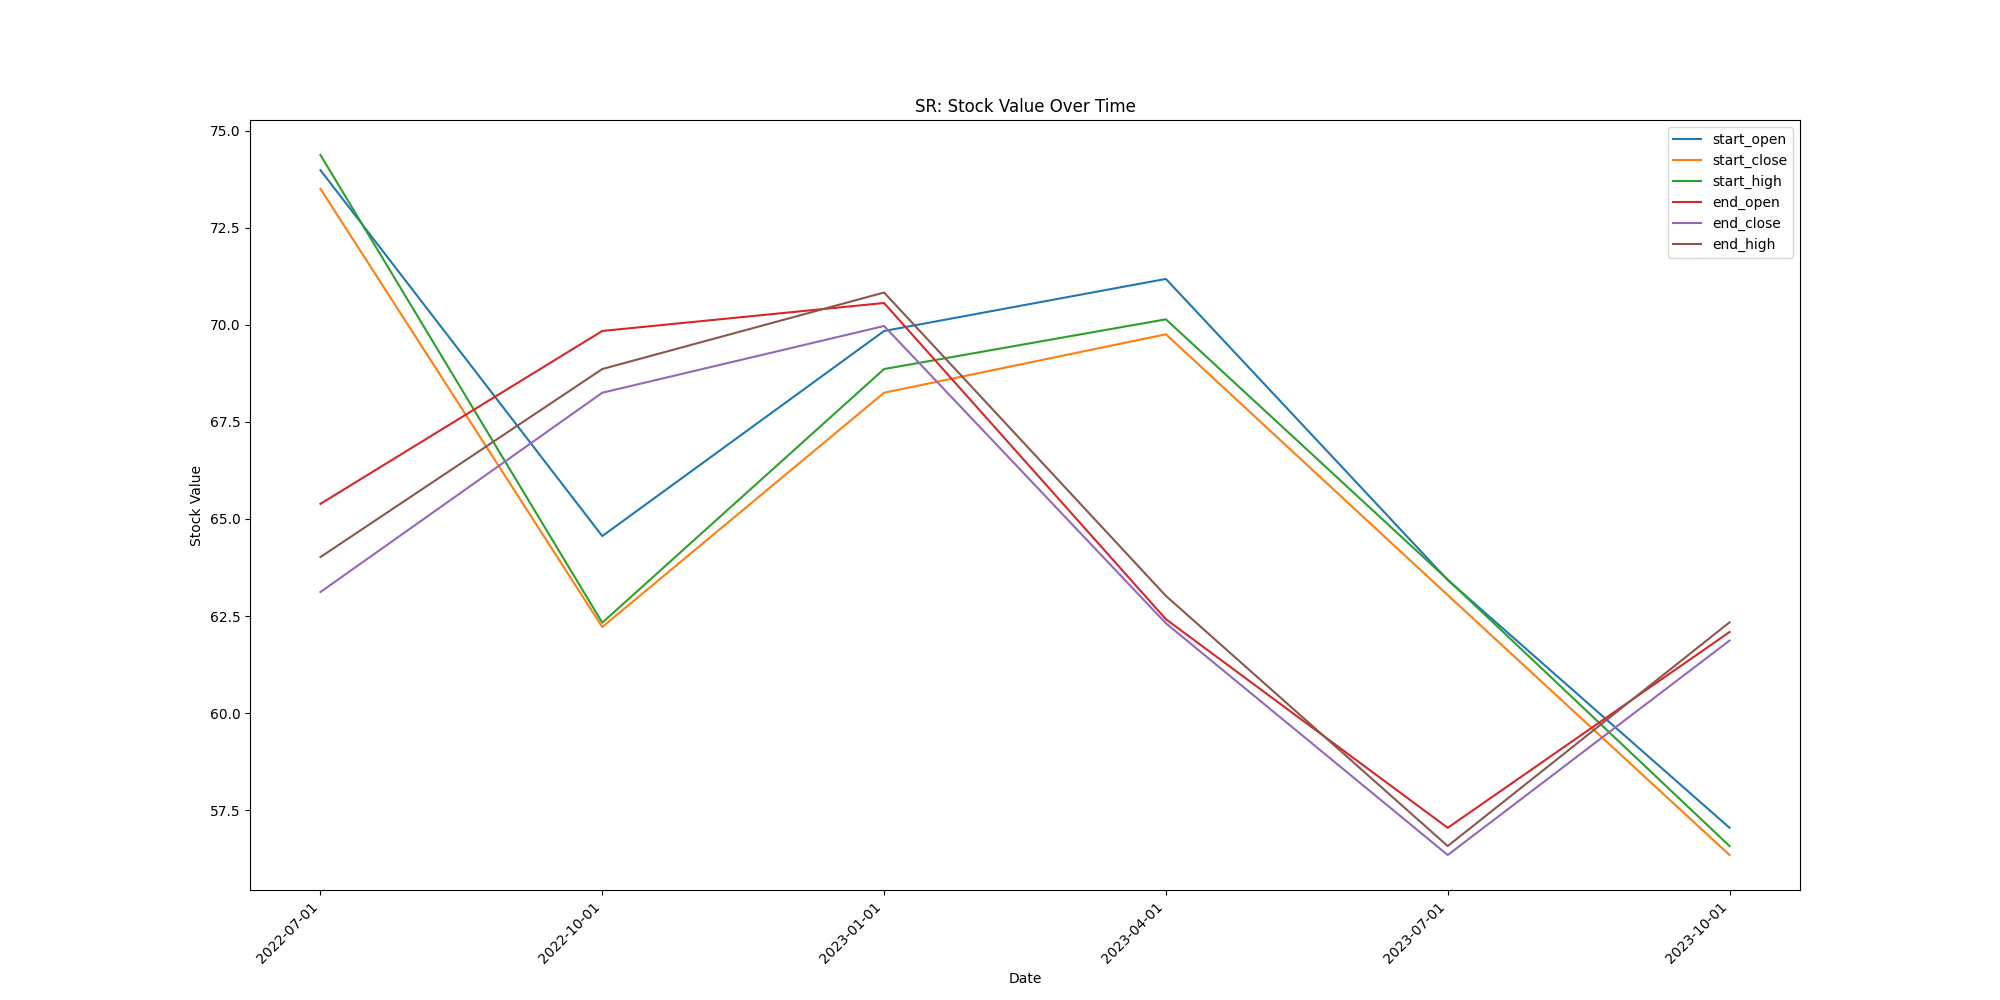 SR: Stock Value Over Time
75.0
72.5
70.0
67.5
65.0
62.5
60.0
57.5
Stock Value
start_open
start_close
start_high
end_open
end_close
end_high
2022-07-01
2022-10-01
2023-01-01
2023-04-01
2023-07-01
2023-10-01
Date